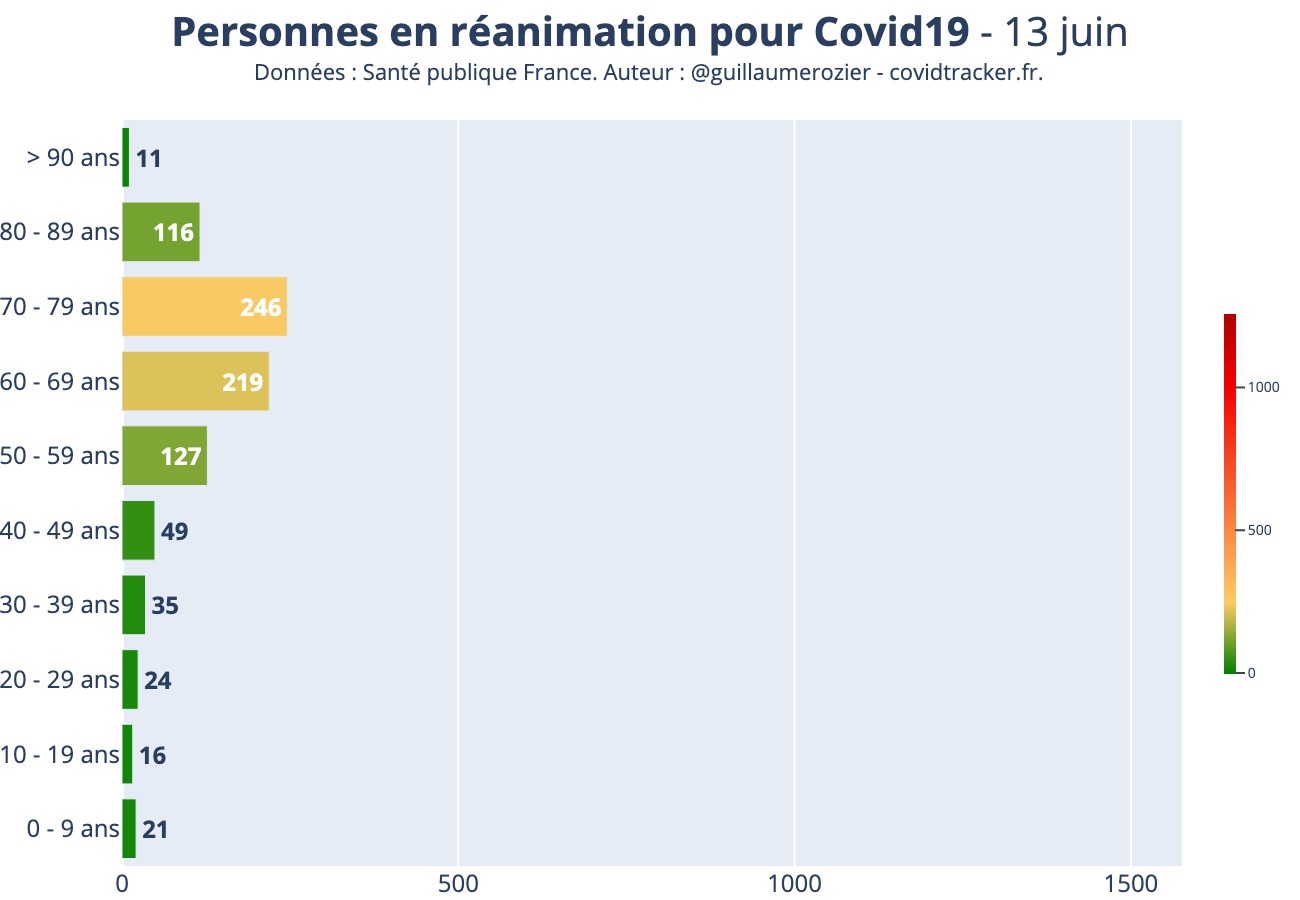 Personnes en réanimation pour Covid19 - 13 juin
Données : Santé publique France. Auteur : @guillaumerozier - covidtracker.fr.
> 90 ans 11
80 - 89 ans 116
70 - 79 ans 246
60 - 69 ans 219
50 - 59 ans 127
40 - 49 ans 49
30 - 39 ans 35
20 - 29 ans 24
10 - 19 ans 16
0 - 9 ans 21
0 500 1000 1500
1000
500
0